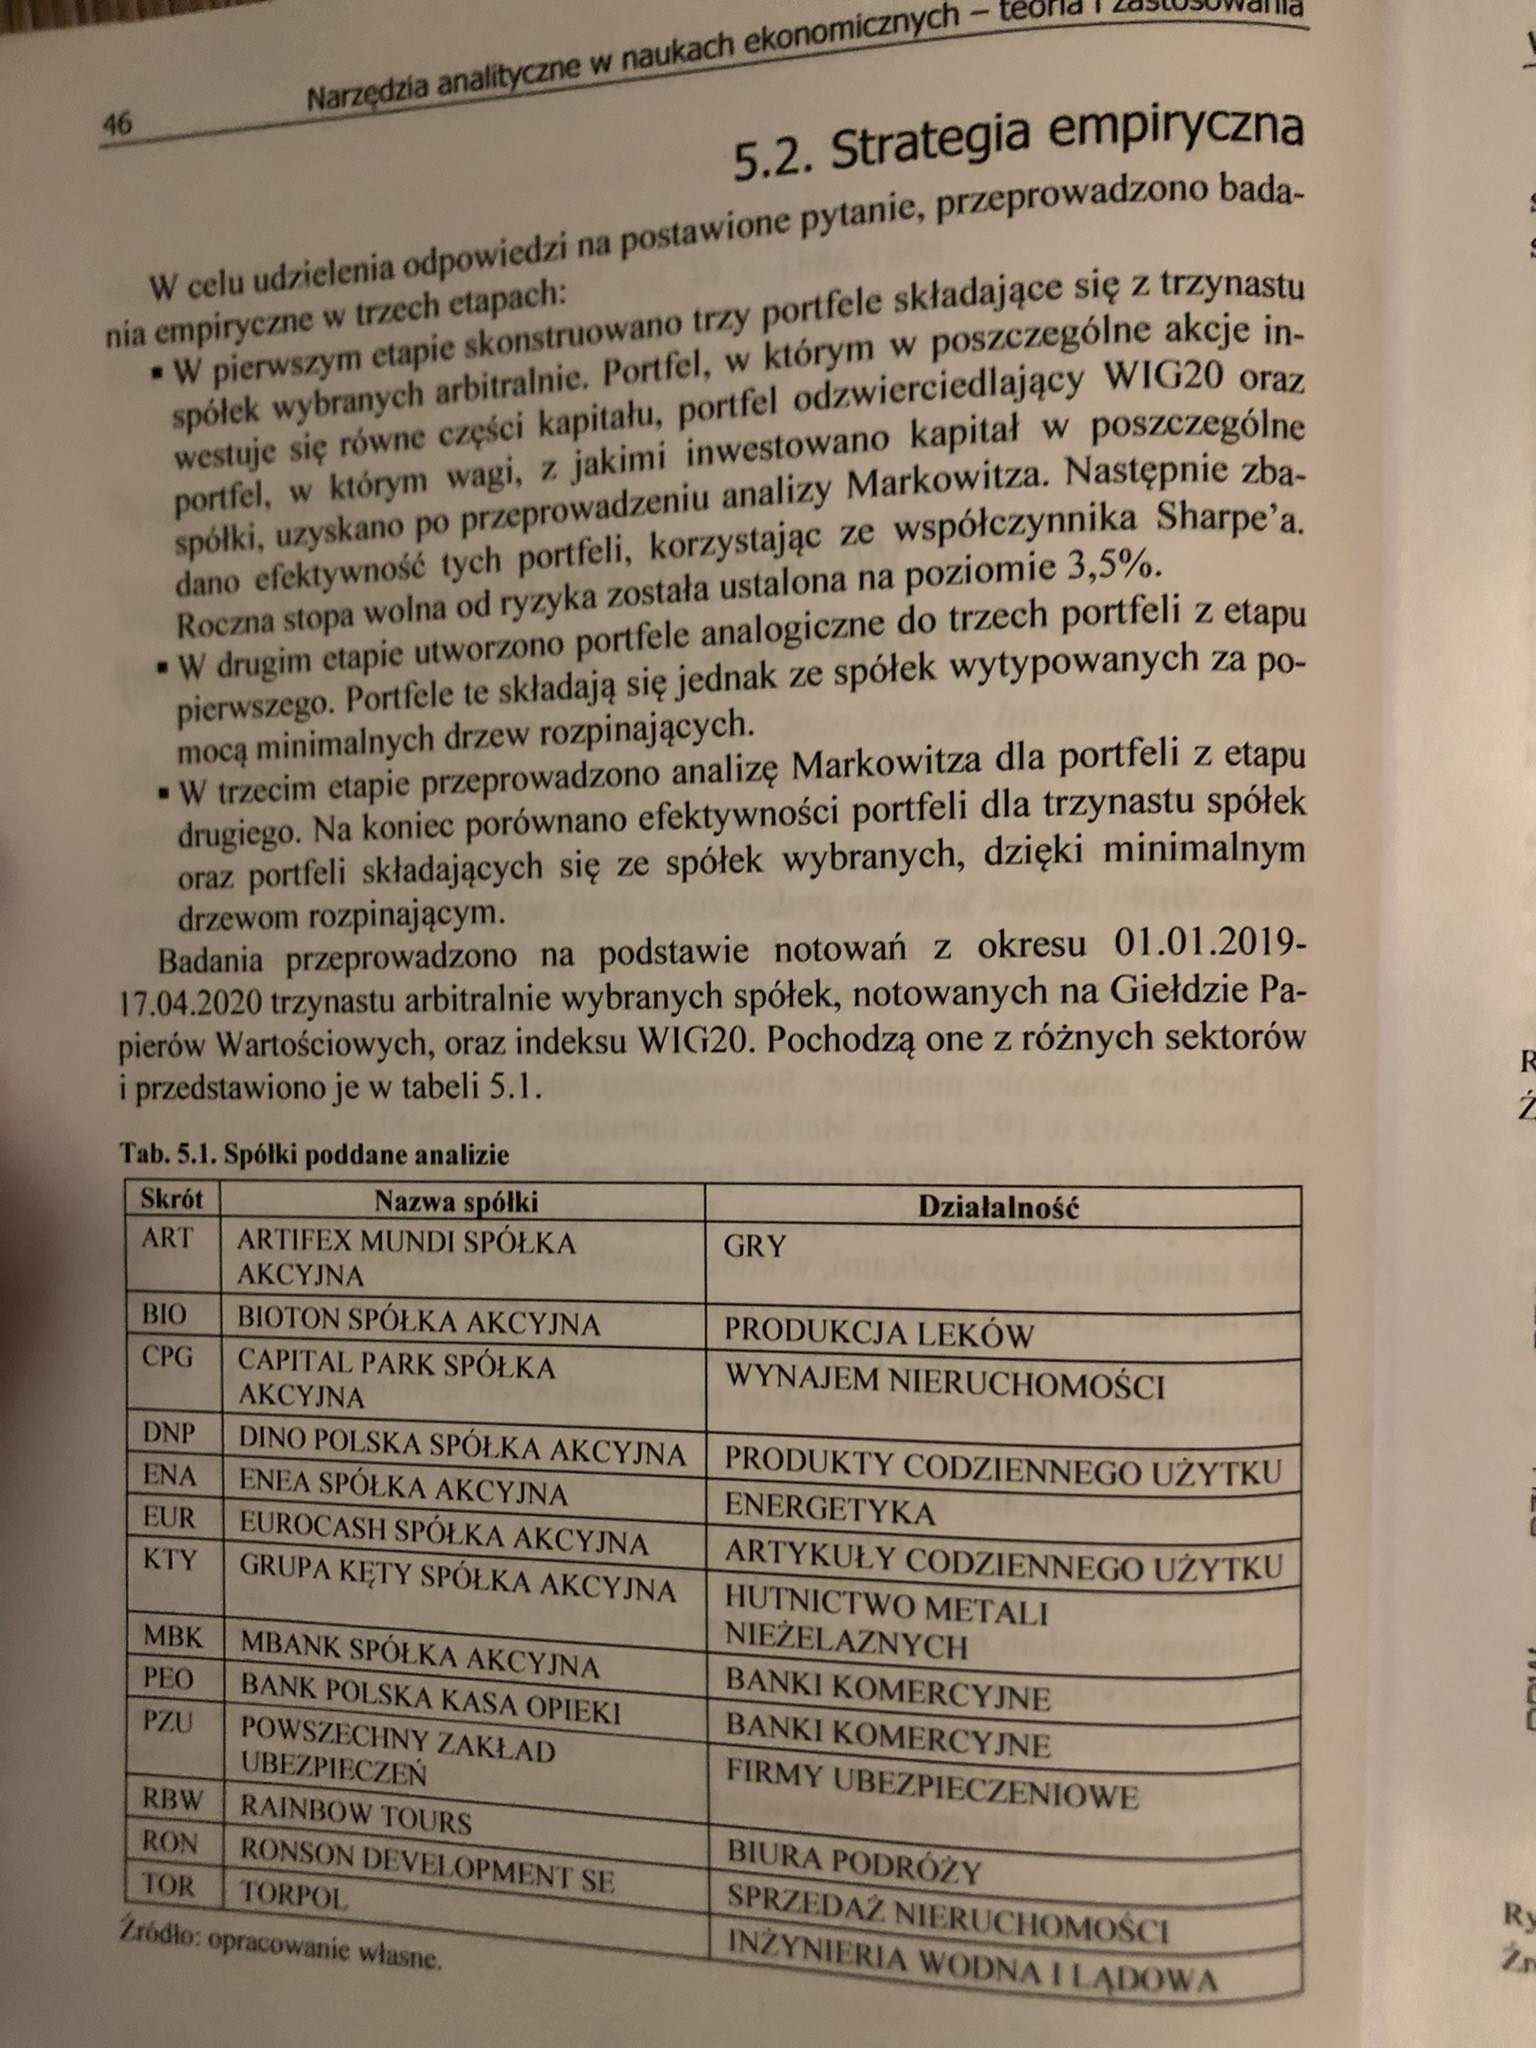 46
Narzędzia analityczne w naukach ekonomicznych – teoria i zastosowania
5.2. Strategia empiryczna
W celu udzielenia odpowiedzi na postawione pytanie, przeprowadzono bada-
nia empiryczne w trzech etapach:
▪ W pierwszym etapie skonstruowano trzy portfele składające się z trzynastu
spółek wybranych arbitralnie. Portfel, w którym w poszczególne akcje in-
westuje się równe części kapitału, portfel odzwierciedlający WIG20 oraz
portfel, w którym wagi, z jakimi inwestowano kapitał w poszczególne
spółki, uzyskano po przeprowadzeniu analizy Markowitza. Następnie zba-
dano efektywność tych portfeli, korzystając ze współczynnika Sharpe’a.
Roczna stopa wolna od ryzyka została ustalona na poziomie 3,5%.
▪ W drugim etapie utworzono portfele analogiczne do trzech portfeli z etapu
pierwszego. Portfele te składają się jednak ze spółek wytypowanych za po-
mocą minimalnych drzew rozpinających.
▪ W trzecim etapie przeprowadzono analizę Markowitza dla portfeli z etapu
drugiego. Na koniec porównano efektywności portfeli dla trzynastu spółek
oraz portfeli składających się ze spółek wybranych, dzięki minimalnym
drzewom rozpinającym.
Badania przeprowadzono na podstawie notowań z okresu 01.01.2019-
17.04.2020 trzynastu arbitralnie wybranych spółek, notowanych na Giełdzie Pa-
pierów Wartościowych, oraz indeksu WIG20. Pochodzą one z różnych sektorów
i przedstawiono je w tabeli 5.1.
Tab. 5.1. Spółki poddane analizie
Skrót Nazwa spółki Działalność
ART ARTIFEX MUNDI SPÓŁKA GRY
AKCYJNA
BIO BIOTON SPÓŁKA AKCYJNA PRODUKCJA LEKÓW
CPG CAPITAL PARK SPÓŁKA WYNAJEM NIERUCHOMOŚCI
AKCYJNA
DNP DINO POLSKA SPÓŁKA AKCYJNA PRODUKTY CODZIENNEGO UŻYTKU
ENA ENEA SPÓŁKA AKCYJNA ENERGETYKA
EUR EUROCASH SPÓŁKA AKCYJNA ARTYKUŁY CODZIENNEGO UŻYTKU
KTY GRUPA KĘTY SPÓŁKA AKCYJNA HUTNICTWO METALI
NIEŻELAZNYCH
MBK MBANK SPÓŁKA AKCYJNA BANKI KOMERCYJNE
PEO BANK POLSKA KASA OPIEKI BANKI KOMERCYJNE
PZU POWSZECHNY ZAKŁAD FIRMY UBEZPIECZENIOWE
UBEZPIECZEŃ
RBW RAINBOW TOURS BIURA PODRÓŻY
RON RONSON DEVELOPMENT SE SPRZEDAŻ NIERUCHOMOŚCI
TOR TORPOL INŻYNIERIA WODNA I LĄDOWA
Źródło: opracowanie własne.